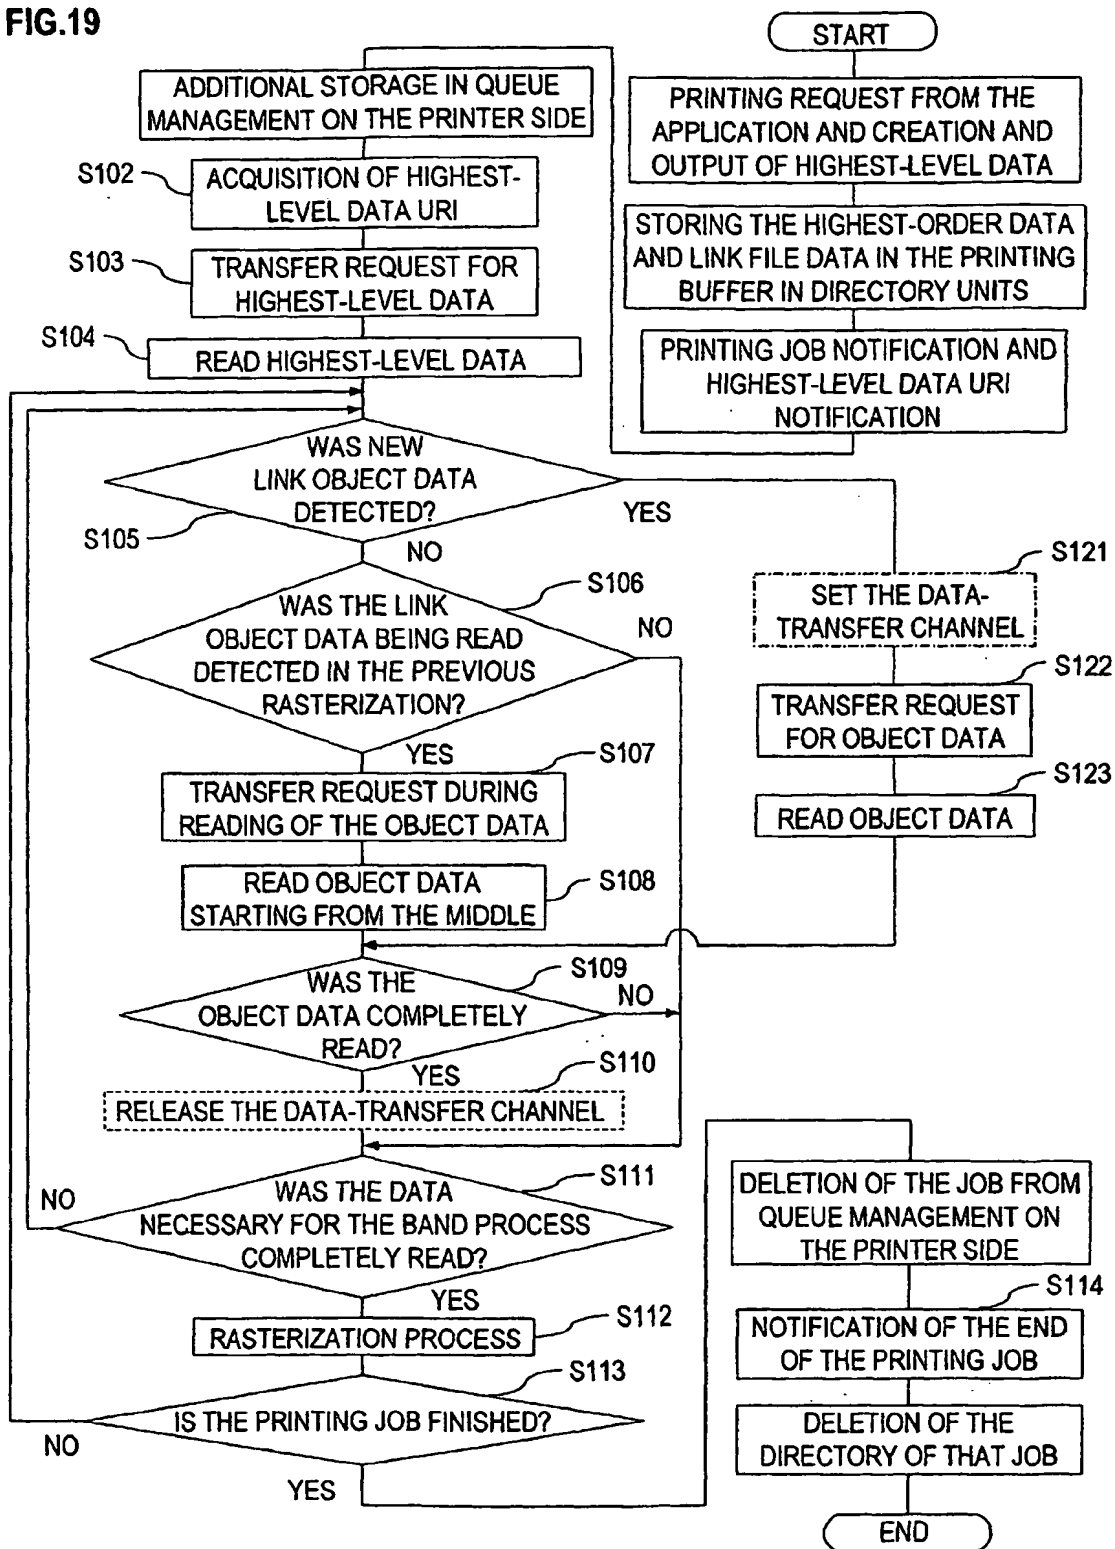 FIG.19
START
PRINTING REQUEST FROM THE
APPLICATION AND CREATION AND
OUTPUT OF HIGHEST-LEVEL DATA
STORING THE HIGHEST-ORDER DATA
AND LINK FILE DATA IN THE PRINTING
BUFFER IN DIRECTORY UNITS
PRINTING JOB NOTIFICATION AND
HIGHEST-LEVEL DATA URI
NOTIFICATION
ADDITIONAL STORAGE IN QUEUE
MANAGEMENT ON THE PRINTER SIDE
S102
ACQUISITION OF HIGHEST-
LEVEL DATA URI
S103
TRANSFER REQUEST FOR
HIGHEST-LEVEL DATA
S104
READ HIGHEST-LEVEL DATA
WAS NEW
LINK OBJECT DATA
DETECTED?
S105
YES
NO
S121
SET THE DATA-
TRANSFER CHANNEL
S122
TRANSFER REQUEST
FOR OBJECT DATA
S123
READ OBJECT DATA
S106
WAS THE LINK
OBJECT DATA BEING READ
DETECTED IN THE PREVIOUS
RASTERIZATION?
NO
YES
S107
TRANSFER REQUEST DURING
READING OF THE OBJECT DATA
S108
READ OBJECT DATA
STARTING FROM THE MIDDLE
S109
WAS THE
OBJECT DATA COMPLETELY
READ?
NO
YES
S110
RELEASE THE DATA-TRANSFER CHANNEL
S111
WAS THE DATA
NECESSARY FOR THE BAND PROCESS
COMPLETELY READ?
NO
YES
S112
RASTERIZATION PROCESS
S113
IS THE PRINTING JOB FINISHED?
NO
YES
DELETION OF THE JOB FROM
QUEUE MANAGEMENT ON
THE PRINTER SIDE
S114
NOTIFICATION OF THE END
OF THE PRINTING JOB
DELETION OF THE
DIRECTORY OF THAT JOB
END